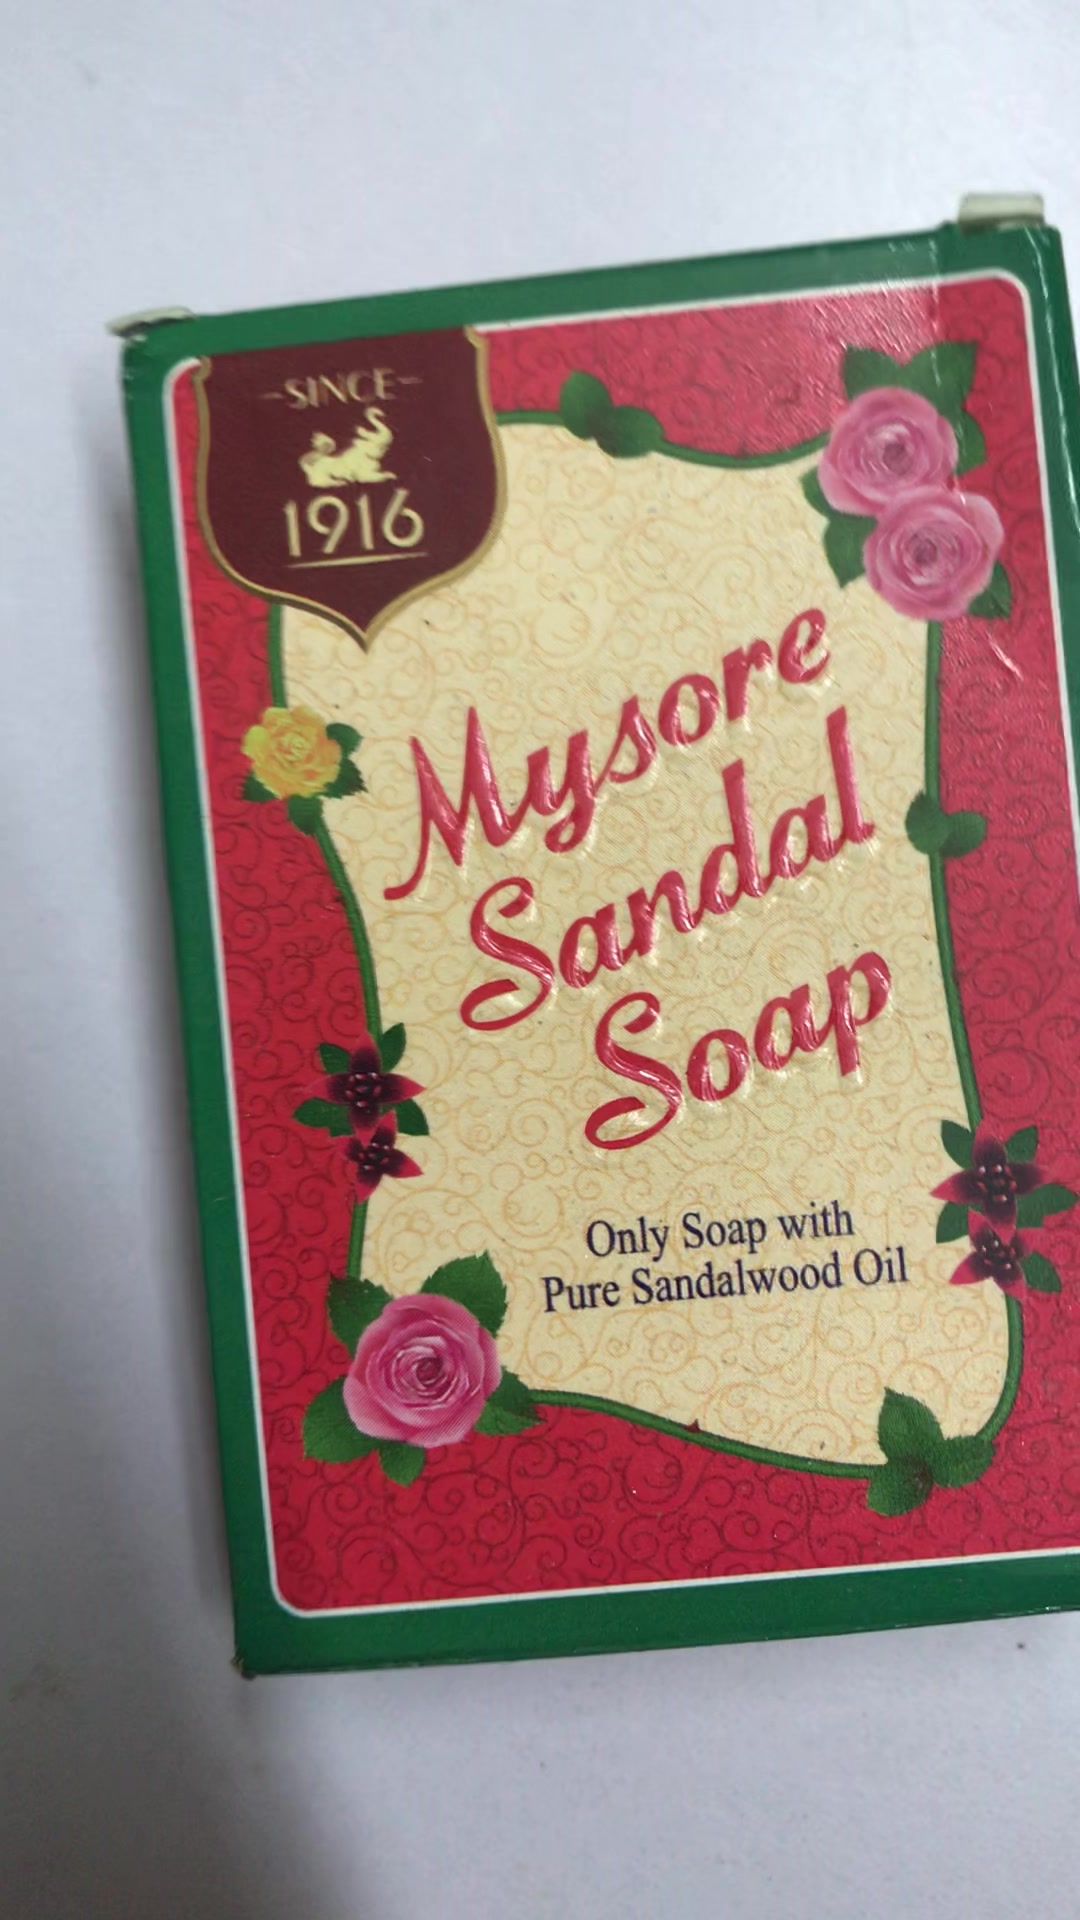 -SINCE-
1916
Mysore
Sandal
Soap
Only Soap with
Pure Sandalwood Oil